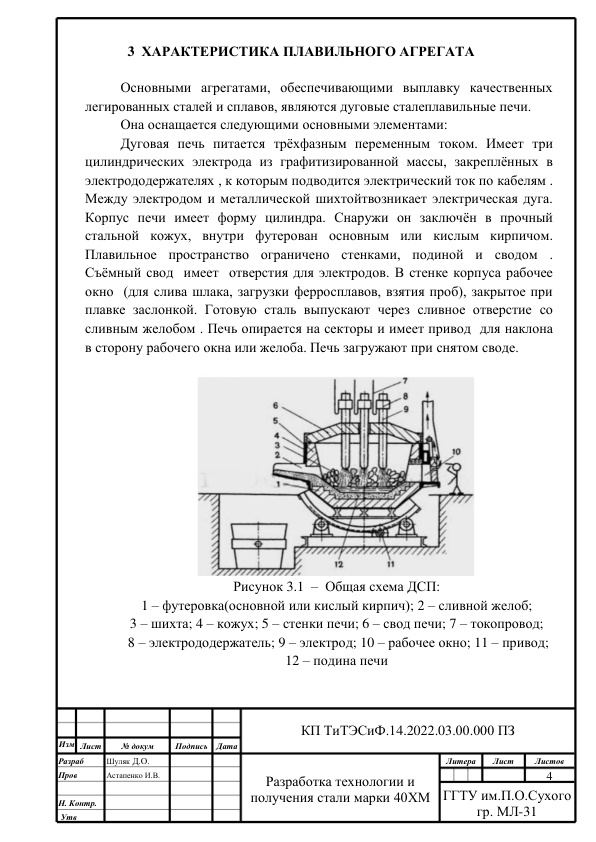 3 ХАРАКТЕРИСТИКА ПЛАВИЛЬНОГО АГРЕГАТА
Основными агрегатами, обеспечивающими выплавку качественных
легированных сталей и сплавов, являются дуговые сталеплавильные печи.
Она оснащается следующими основными элементами:
Дуговая печь питается трёхфазным переменным током. Имеет три
цилиндрических электрода из графитизированной массы, закреплённых в
электрододержателях , к которым подводится электрический ток по кабелям .
Между электродом и металлической шихтойтвозникает электрическая дуга.
Корпус печи имеет форму цилиндра. Снаружи он заключён в прочный
стальной кожух, внутри футерован основным или кислым кирпичом.
Плавильное пространство ограничено стенками, подиной и сводом .
Съёмный свод имеет отверстия для электродов. В стенке корпуса рабочее
окно (для слива шлака, загрузки ферросплавов, взятия проб), закрытое при
плавке заслонкой. Готовую сталь выпускают через сливное отверстие со
сливным желобом . Печь опирается на секторы и имеет привод для наклона
в сторону рабочего окна или желоба. Печь загружают при снятом своде.
7
8
9
6
5
4
3
2
1
10
12
11
Рисунок 3.1 – Общая схема ДСП:
1 – футеровка(основной или кислый кирпич); 2 – сливной желоб;
3 – шихта; 4 – кожух; 5 – стенки печи; 6 – свод печи; 7 – токопровод;
8 – электрододержатель; 9 – электрод; 10 – рабочее окно; 11 – привод;
12 – подина печи
КП ТиТЭСиФ.14.2022.03.00.000 ПЗ
Изм Лист № докум Подпись Дата
Разраб Шуляк Д.О.
Пров Астапенко И.В.
Н. Контр.
Утв
Разработка технологии и
получения стали марки 40ХМ
Литера Лист Листов
4
ГГТУ им.П.О.Сухого
гр. МЛ-31